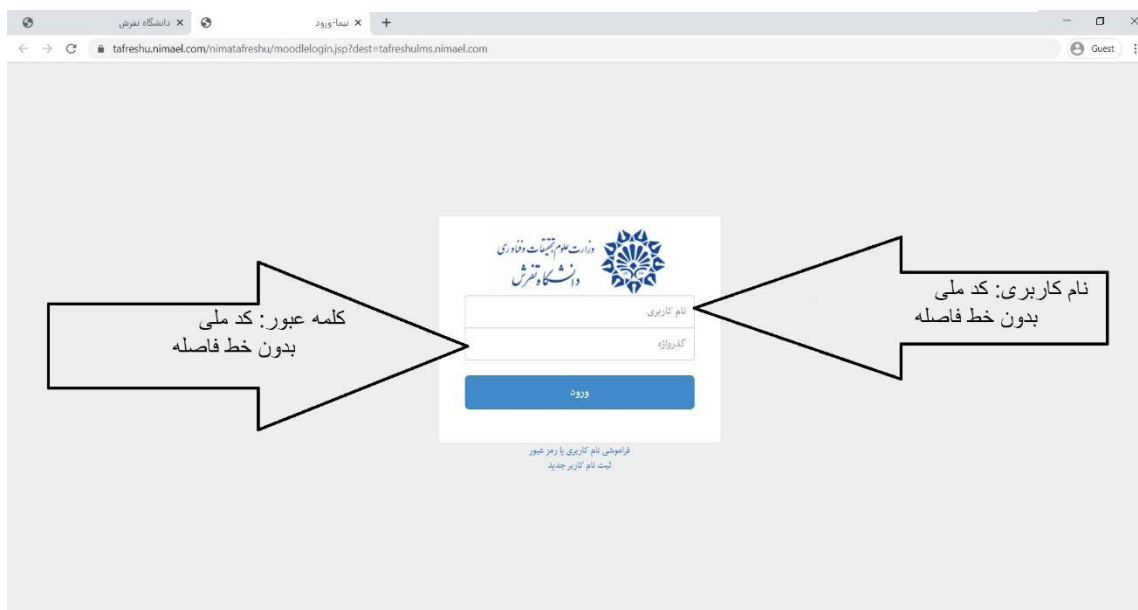 دانشگاه تفرش
نیما-ورود
tafreshu.nimael.com/nimatafreshu/moodlelogin.jsp?dest=tafreshulms.nimael.com
Guest
وزارت علوم تحقیقات و فناوری
دانشگاه تفرش
نام کاربری: کد ملی
بدون خط فاصله
نام کاربری
کلمه عبور: کد ملی
بدون خط فاصله
گذرواژه
ورود
فراموشی نام کاربری یا رمز عبور
ثبت نام کاربر جدید